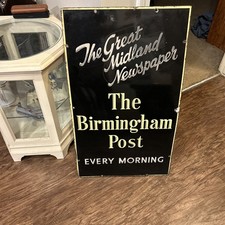 The Great
Midland
Newspaper
The
Birmingham
Post
EVERY MORNING